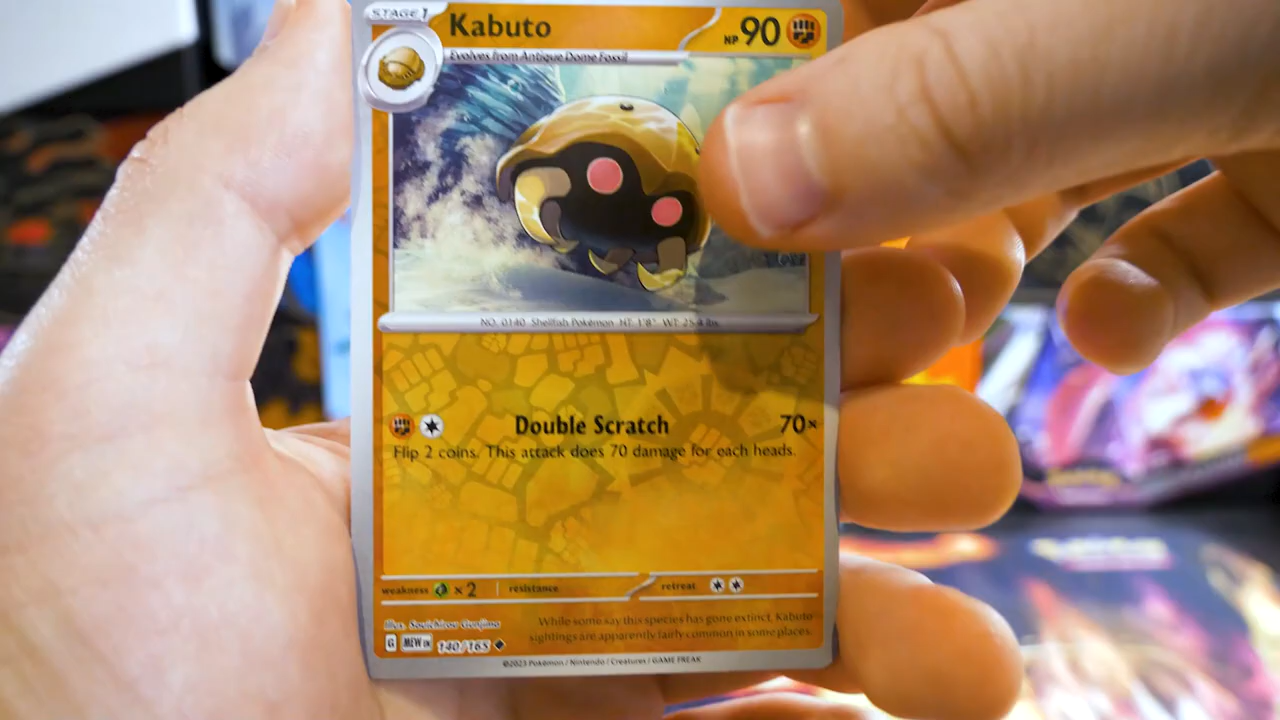 STAGE 1
Kabuto
HP 90
Evolves from Antique Dome Fossil
NO. 0140 Shellfish Pokémon HT: 1'8" WT: 25.4 lbs.
Double Scratch 70×
Flip 2 coins. This attack does 70 damage for each heads.
weakness ×2 resistance retreat
Illus. Souichirou Gunjima
While some say this species has gone extinct, Kabuto
sightings are apparently fairly common in some places.
G MEW EN 140/165
©2023 Pokémon / Nintendo / Creatures / GAME FREAK